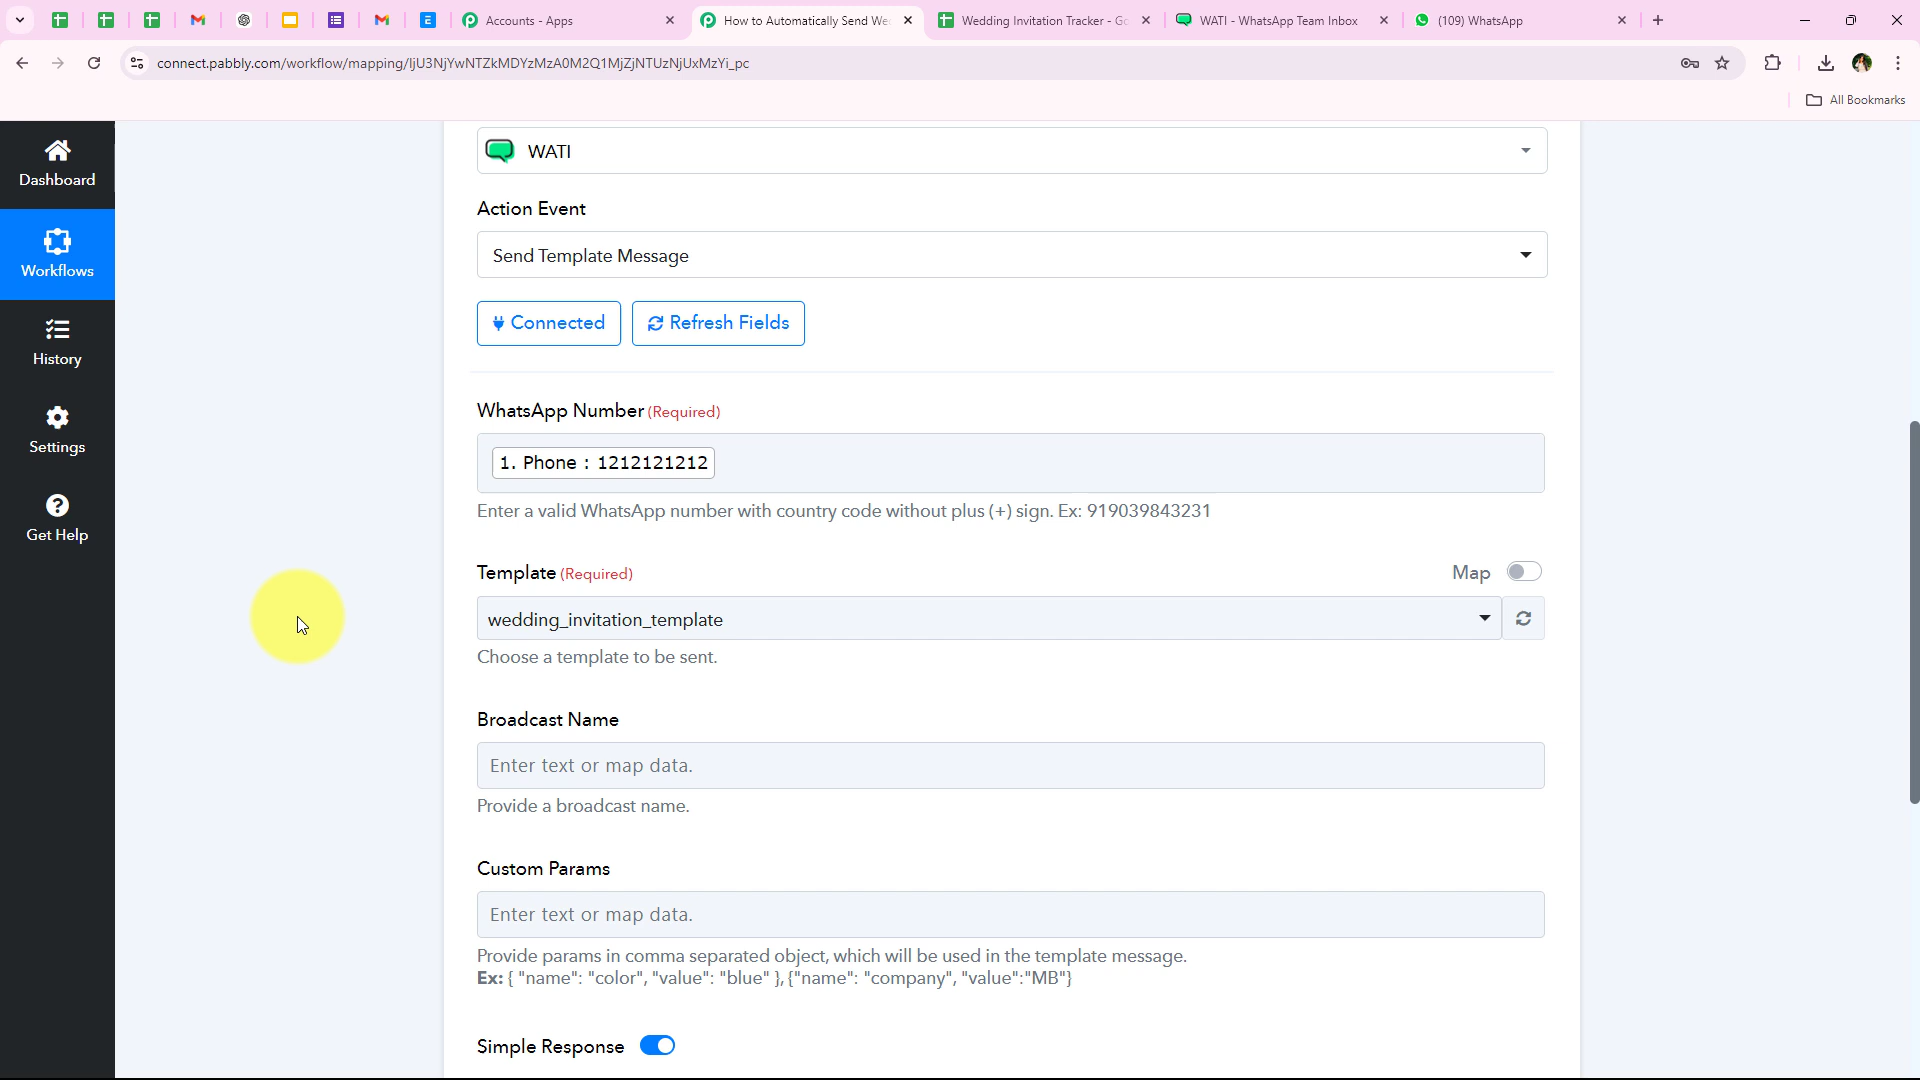 Accounts - Apps
How to Automatically Send We
Wedding Invitation Tracker - Go
WATI - WhatsApp Team Inbox
(109) WhatsApp
connect.pabbly.com/workflow/mapping/IjU3NjYwNTZkMDYzMzA0M2Q1MjZjNTUzNjUxMzYi_pc
All Bookmarks
Dashboard
Workflows
History
Settings
Get Help
WATI
Action Event
Send Template Message
Connected
Refresh Fields
WhatsApp Number (Required)
1. Phone : 1212121212
Enter a valid WhatsApp number with country code without plus (+) sign. Ex: 919039843231
Template (Required)
Map
wedding_invitation_template
Choose a template to be sent.
Broadcast Name
Enter text or map data.
Provide a broadcast name.
Custom Params
Enter text or map data.
Provide params in comma separated object, which will be used in the template message.
Ex: { "name": "color", "value": "blue" }, {"name": "company", "value":"MB"}
Simple Response